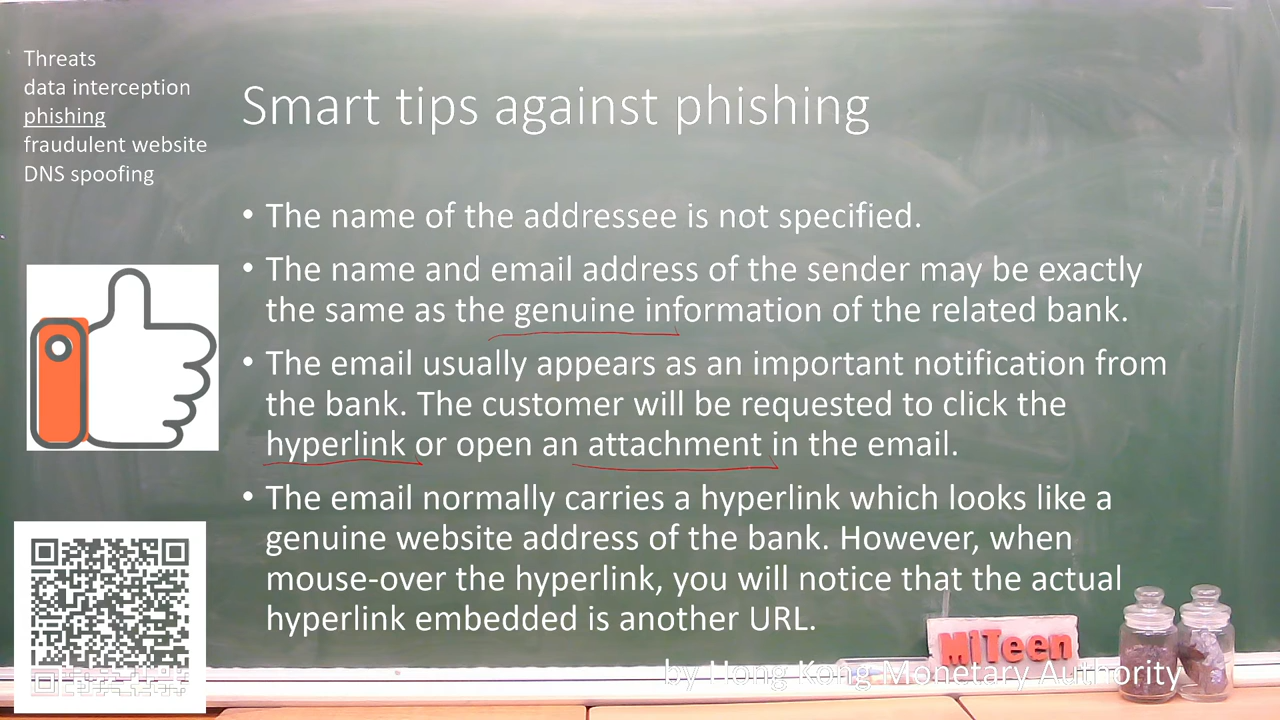 Threats
data interception
phishing
fraudulent website
DNS spoofing
Smart tips against phishing
• The name of the addressee is not specified.
• The name and email address of the sender may be exactly
the same as the genuine information of the related bank.
• The email usually appears as an important notification from
the bank. The customer will be requested to click the
hyperlink or open an attachment in the email.
• The email normally carries a hyperlink which looks like a
genuine website address of the bank. However, when
mouse-over the hyperlink, you will notice that the actual
hyperlink embedded is another URL.
MiTeen
by Hong Kong Monetary Authority